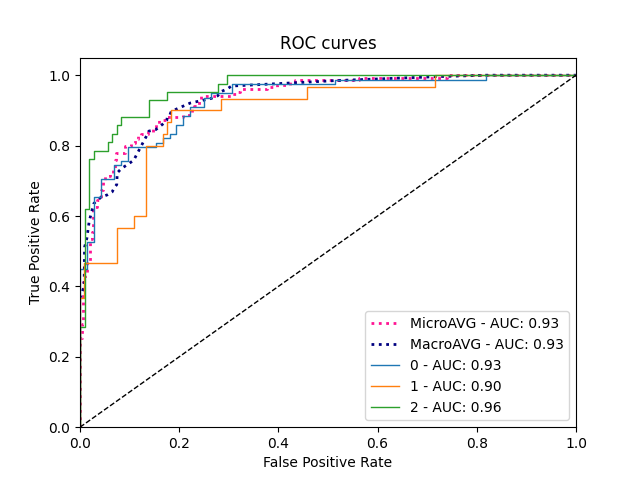 ROC curves
True Positive Rate
1.0
0.8
0.6
0.4
0.2
0.0
MicroAVG - AUC: 0.93
MacroAVG - AUC: 0.93
0 - AUC: 0.93
1 - AUC: 0.90
2 - AUC: 0.96
0.0 0.2 0.4 0.6 0.8 1.0
False Positive Rate